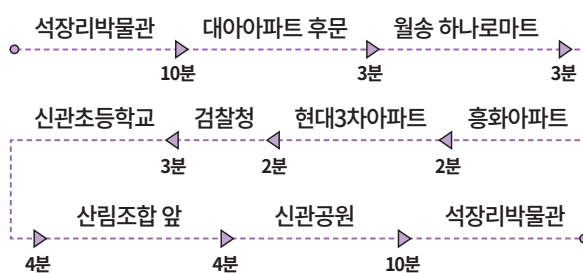 석장리박물관 대아아파트 후문 월송 하나로마트
10분 3분 3분
신관초등학교 검찰청 현대3차아파트 흥화아파트
3분 2분 2분
산림조합 앞 신관공원 석장리박물관
4분 4분 10분